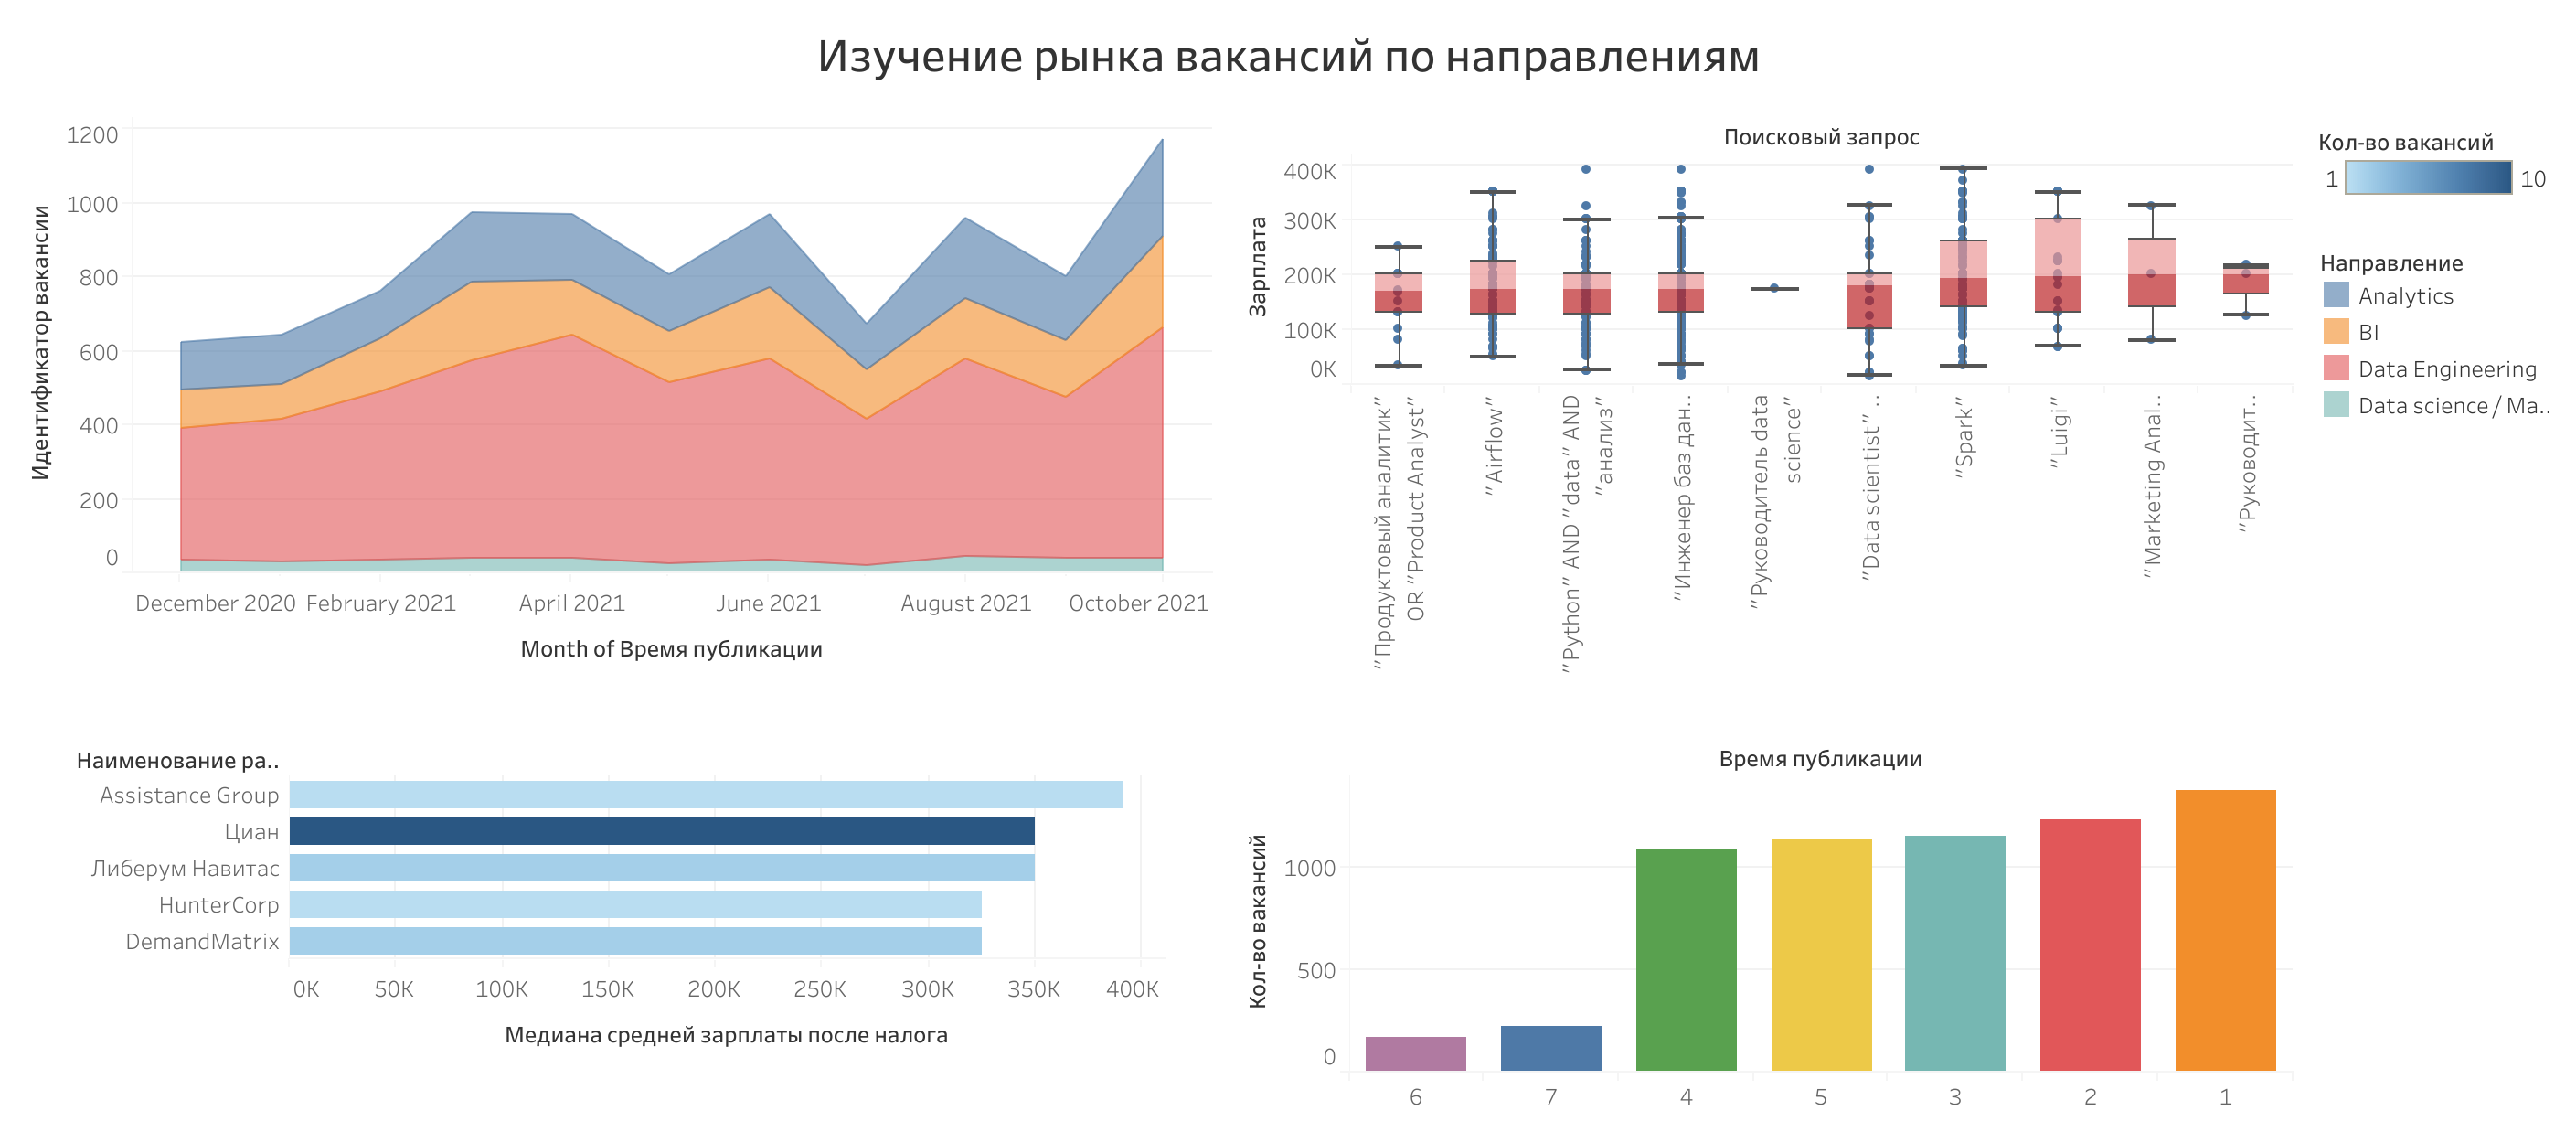 Изучение рынка вакансий по направлениям
Идентификатор вакансии
1200
1000
800
600
400
200
0
December 2020
February 2021
April 2021
June 2021
August 2021
October 2021
Month of Время публикации
Поисковый запрос
Зарплата
400K
300K
200K
100K
0K
"Продуктовый аналитик"
OR "Product Analyst"
"Airflow"
"Python" AND "data" AND
"анализ"
"Инженер баз дан..
"Руководитель data
science"
"Data scientist" ..
"Spark"
"Luigi"
"Marketing Anal..
"Руководит..
Кол-во вакансий
1
10
Направление
Analytics
BI
Data Engineering
Data science / Ma..
Наименование ра..
Assistance Group
Циан
Либерум Навитас
HunterCorp
DemandMatrix
0K
50K
100K
150K
200K
250K
300K
350K
400K
Медиана средней зарплаты после налога
Время публикации
Кол-во вакансий
1000
500
0
6
7
4
5
3
2
1